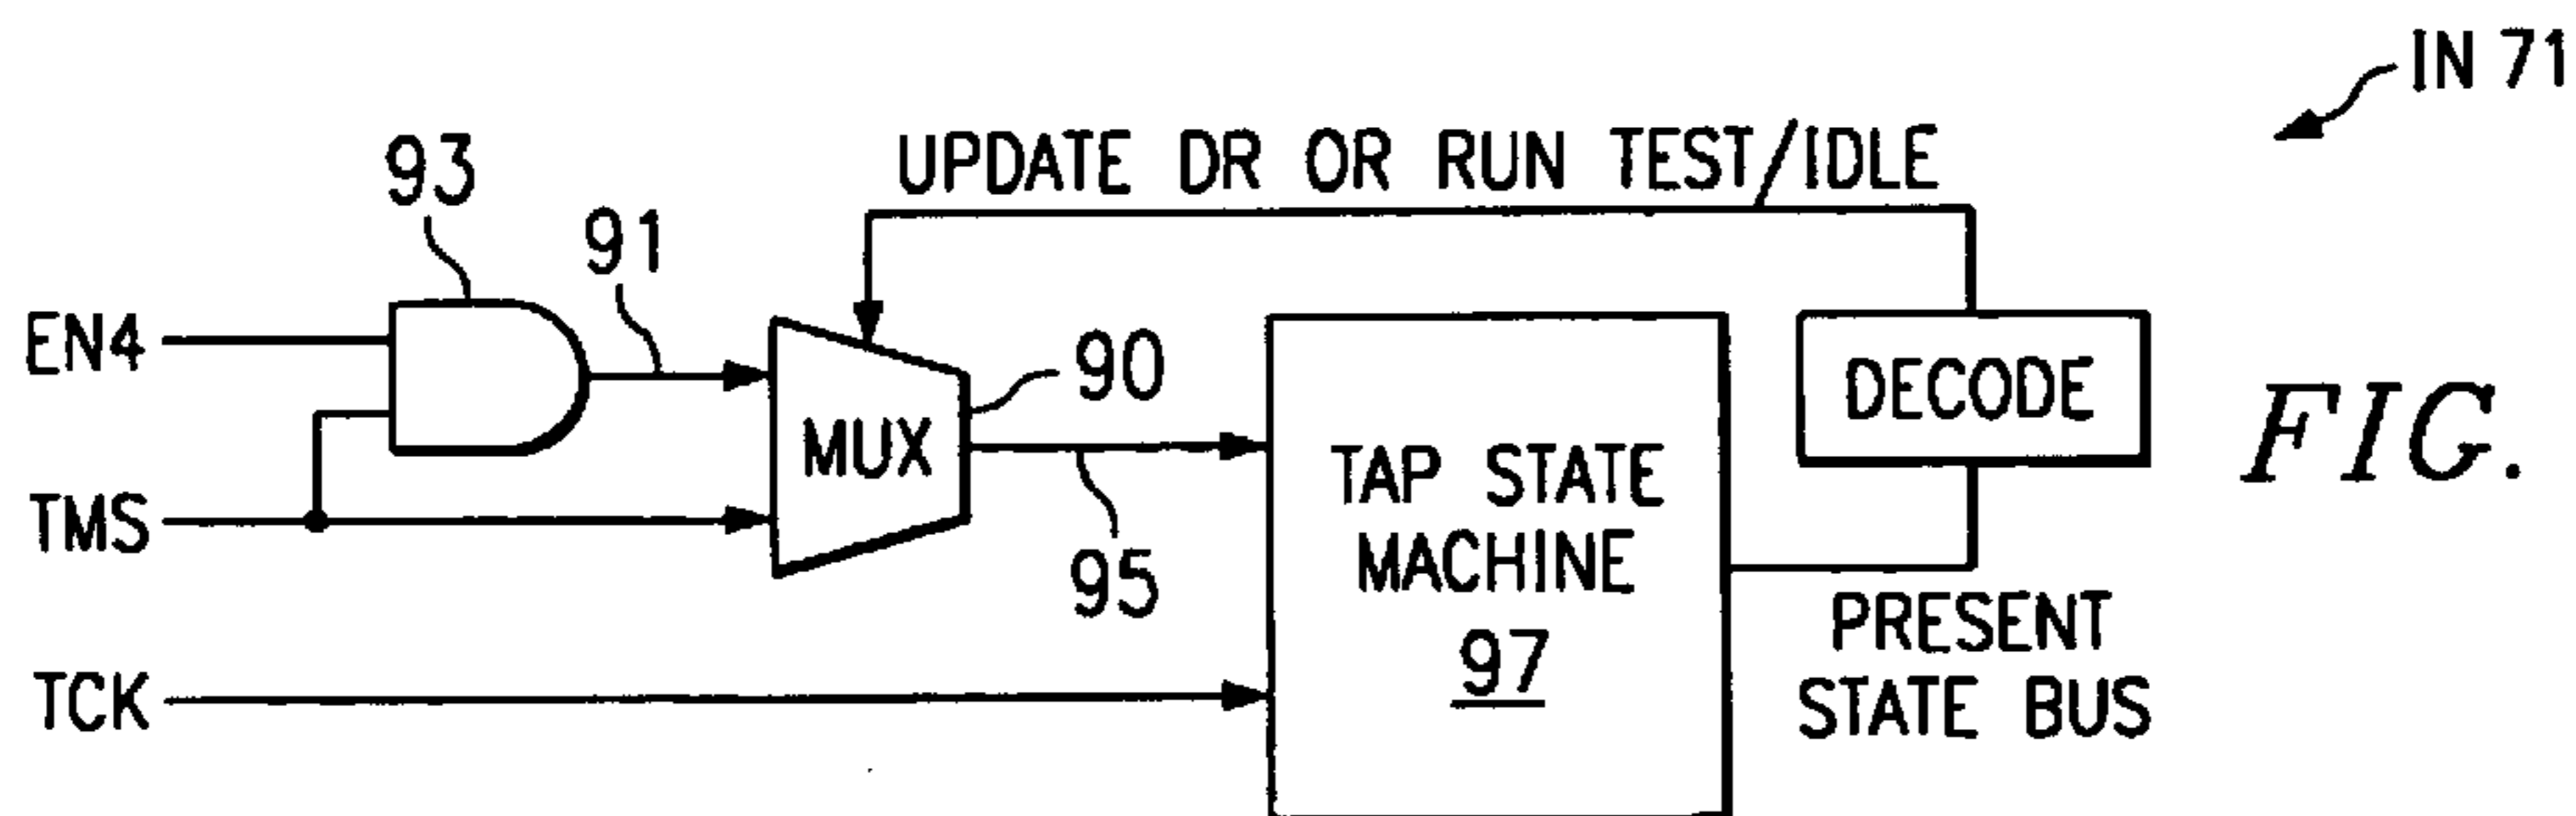 IN 71
UPDATE DR OR RUN TEST/IDLE
93
91
EN4
90
MUX
DECODE
FIG.
TAP STATE
MACHINE
97
TMS
95
PRESENT
STATE BUS
TCK